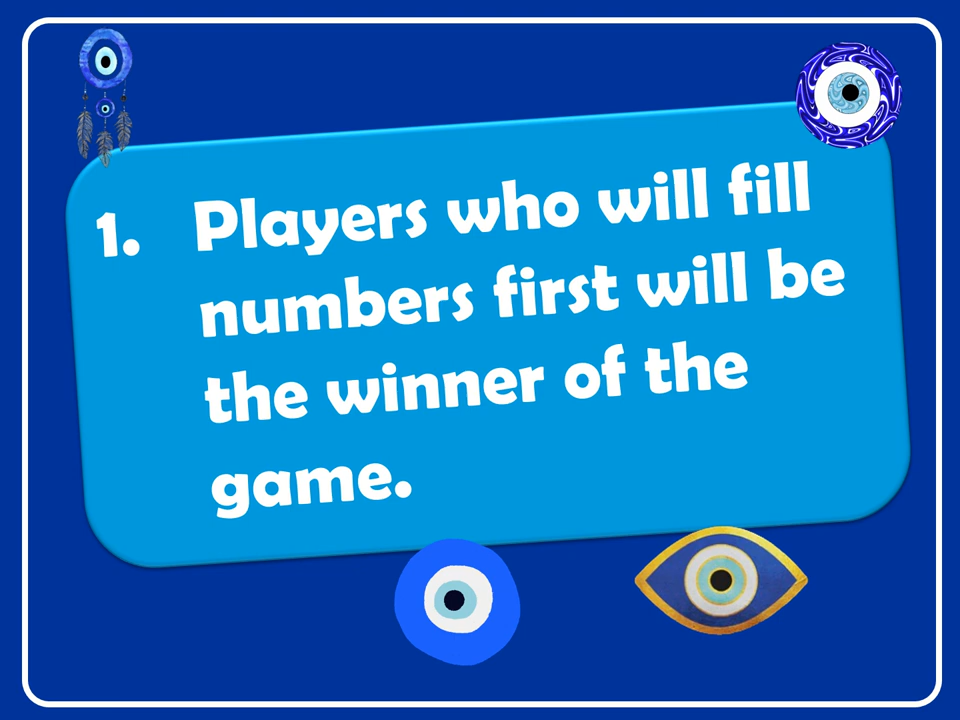 1. Players who will fill
numbers first will be
the winner of the
game.